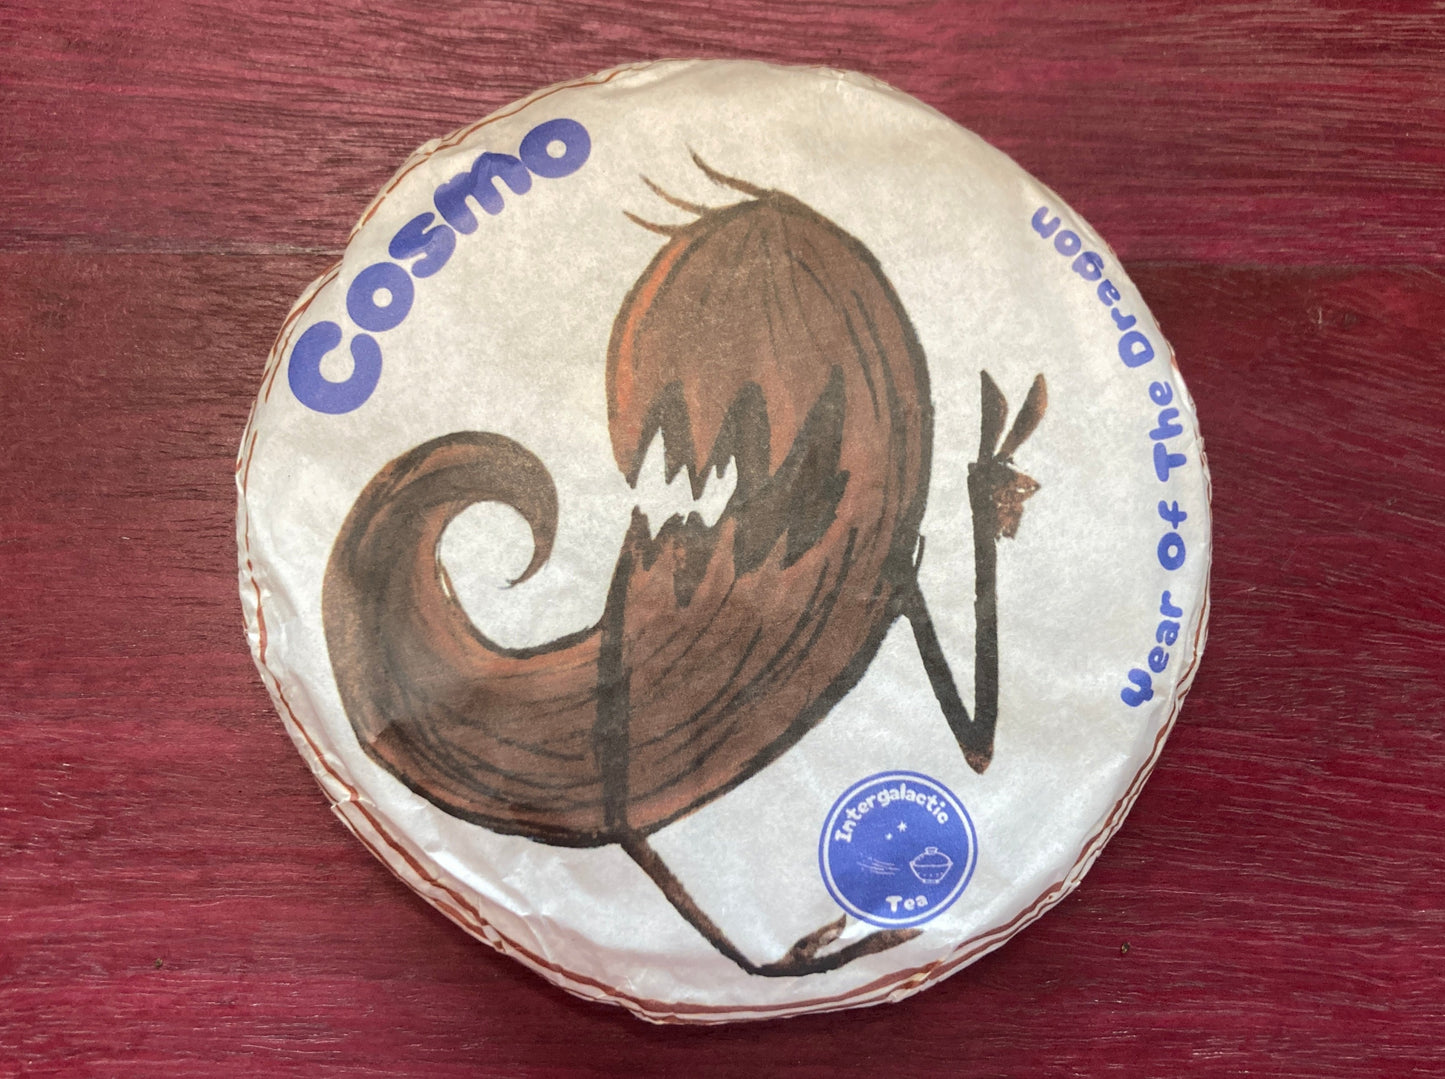 Cosmo
Year Of The Dragon
Intergalactic
Tea